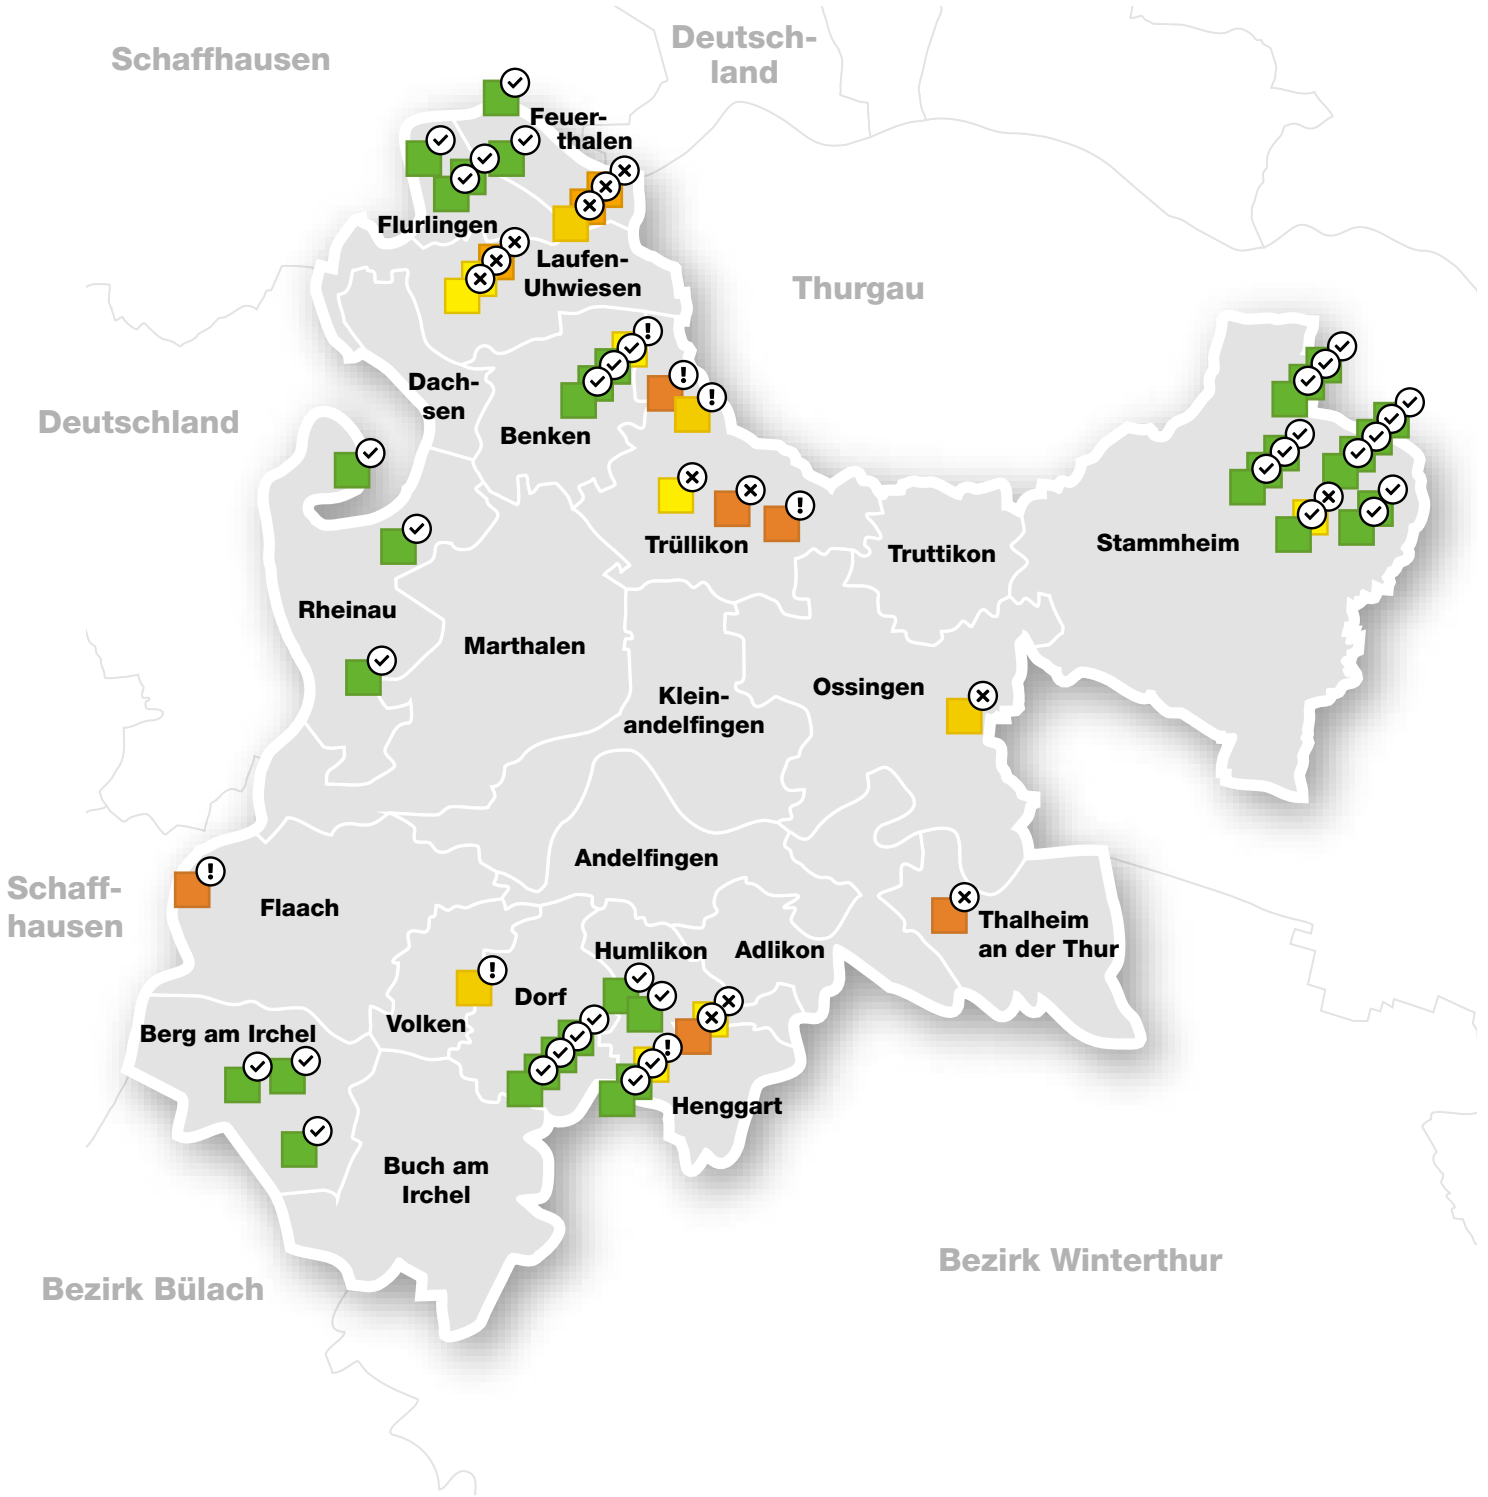 Schaffhausen
Deutsch-
land
Feuer-
thalen
Flurlingen
Laufen-
Uhwiesen
Thurgau
Dach-
sen
Deutschland
Benken
Trüllikon
Truttikon
Stammheim
Rheinau
Marthalen
Klein-
andelfingen
Ossingen
Andelfingen
Schaff-
hausen
Flaach
Thalheim
an der Thur
Humlikon
Adlikon
Dorf
Volken
Berg am Irchel
Henggart
Buch am
Irchel
Bezirk Winterthur
Bezirk Bülach